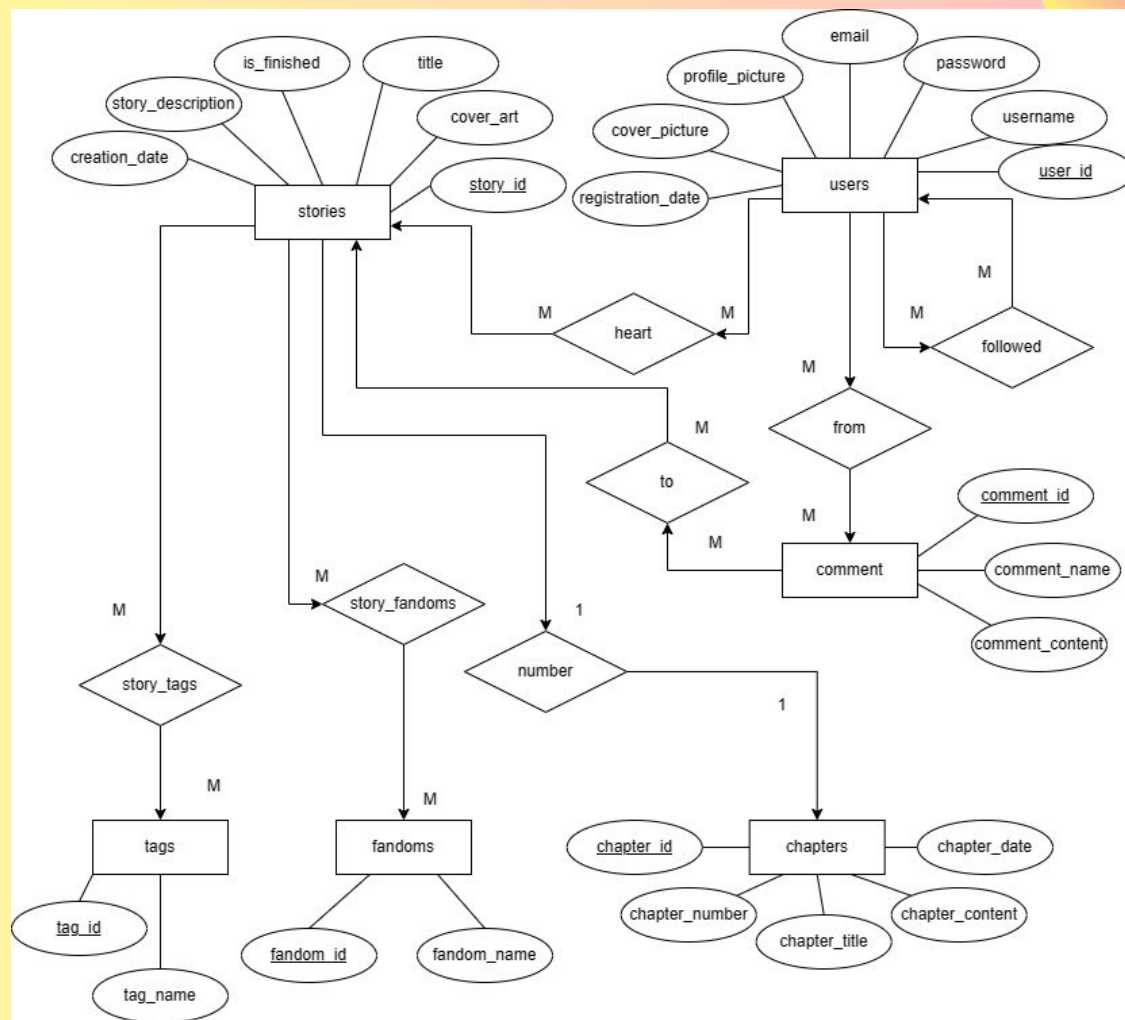 email
is_finished
title
profile_picture
password
story_description
cover_art
cover_picture
username
creation_date
story_id
registration_date
users
user_id
stories
M
M
M
M
heart
followed
M
from
M
to
comment_id
M
M
comment
comment_name
M
story_fandoms
M
1
comment_content
story_tags
number
1
M
M
tags
fandoms
chapter_id
chapters
chapter_date
chapter_number
chapter_content
tag_id
fandom_id
fandom_name
chapter_title
tag_name